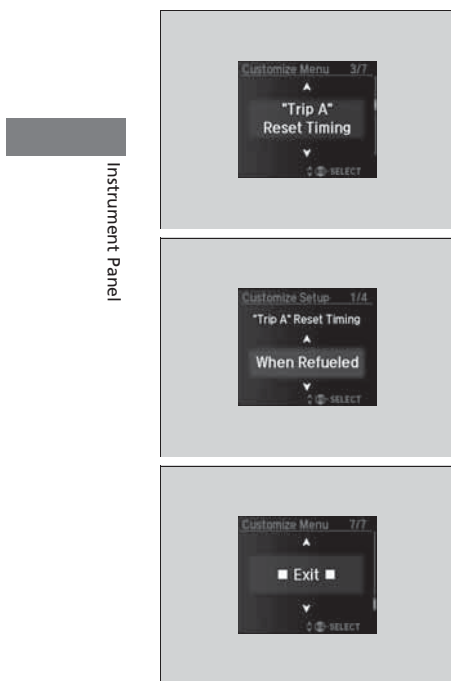 Customize Menu 3/7
"Trip A"
Reset Timing
SELECT
Instrument Panel
Customize Setup 1/4
"Trip A" Reset Timing
When Refueled
SELECT
Customize Menu 7/7
■ Exit ■
SELECT